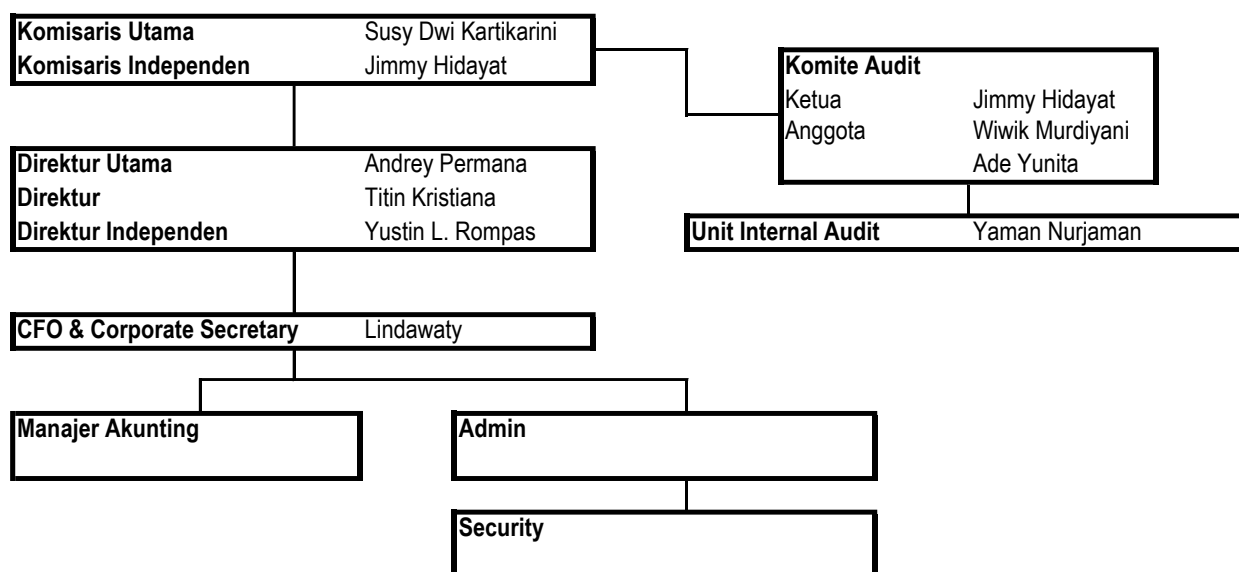 Komisaris Utama Susy Dwi Kartikarini
Komisaris Independen Jimmy Hidayat
Komite Audit
Ketua Jimmy Hidayat
Anggota Wiwik Murdiyani
Ade Yunita
Direktur Utama Andrey Permana
Direktur Titin Kristiana
Direktur Independen Yustin L. Rompas
Unit Internal Audit Yaman Nurjaman
CFO & Corporate Secretary Lindawaty
Manajer Akunting
Admin
Security